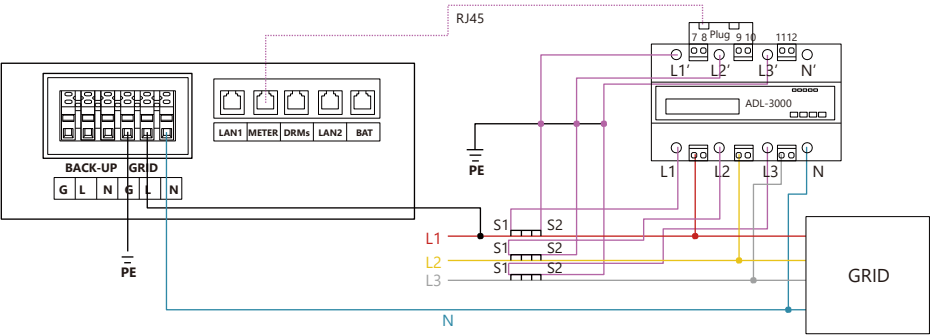 RJ45
7 8 Plug 9 10 11 12
L1' L2' L3' N'
ADL-3000
LAN1 METER DRMs LAN2 BAT
BACK-UP GRID
G L N G L N
PE
PE
L1 L2 L3 N
S1 S2
L1
S1 S2
L2
S1 S2
L3
GRID
N